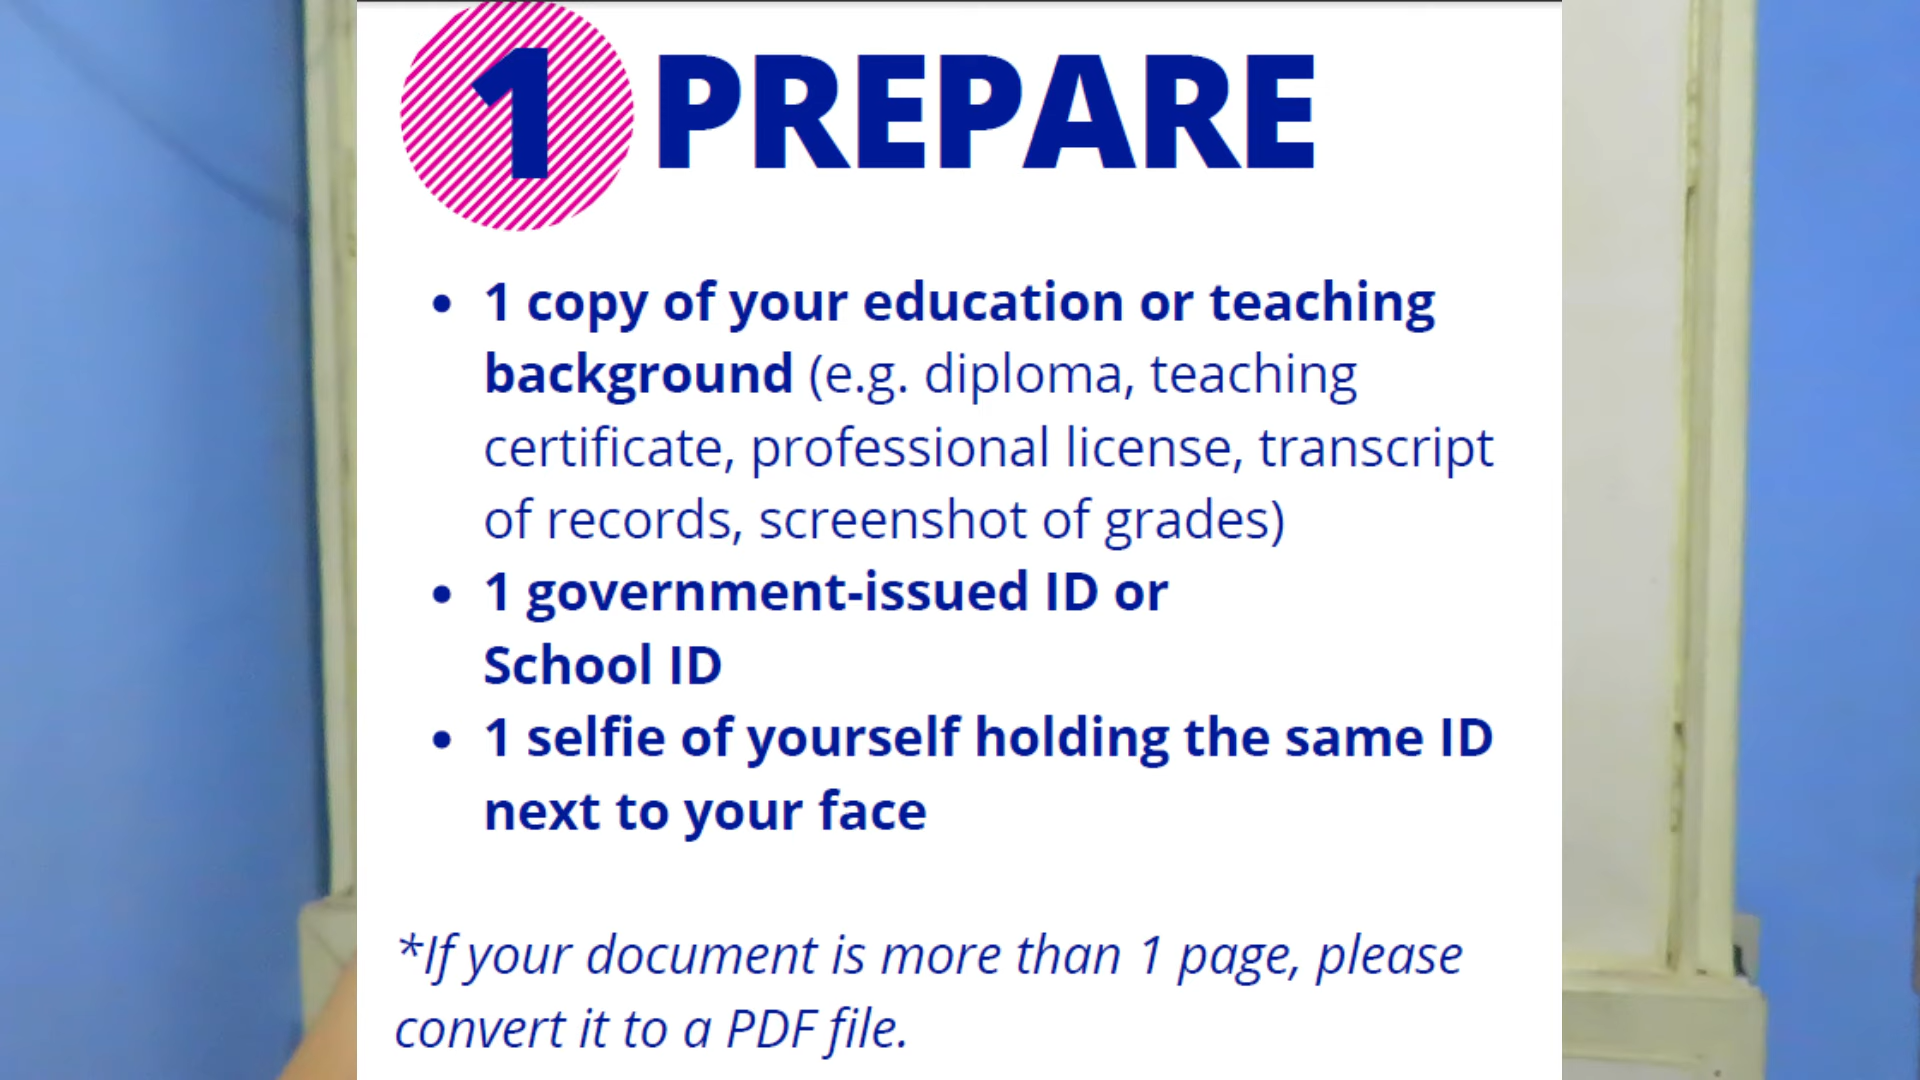 1 PREPARE
• 1 copy of your education or teaching
background (e.g. diploma, teaching
certificate, professional license, transcript
of records, screenshot of grades)
• 1 government-issued ID or
School ID
• 1 selfie of yourself holding the same ID
next to your face
*If your document is more than 1 page, please
convert it to a PDF file.